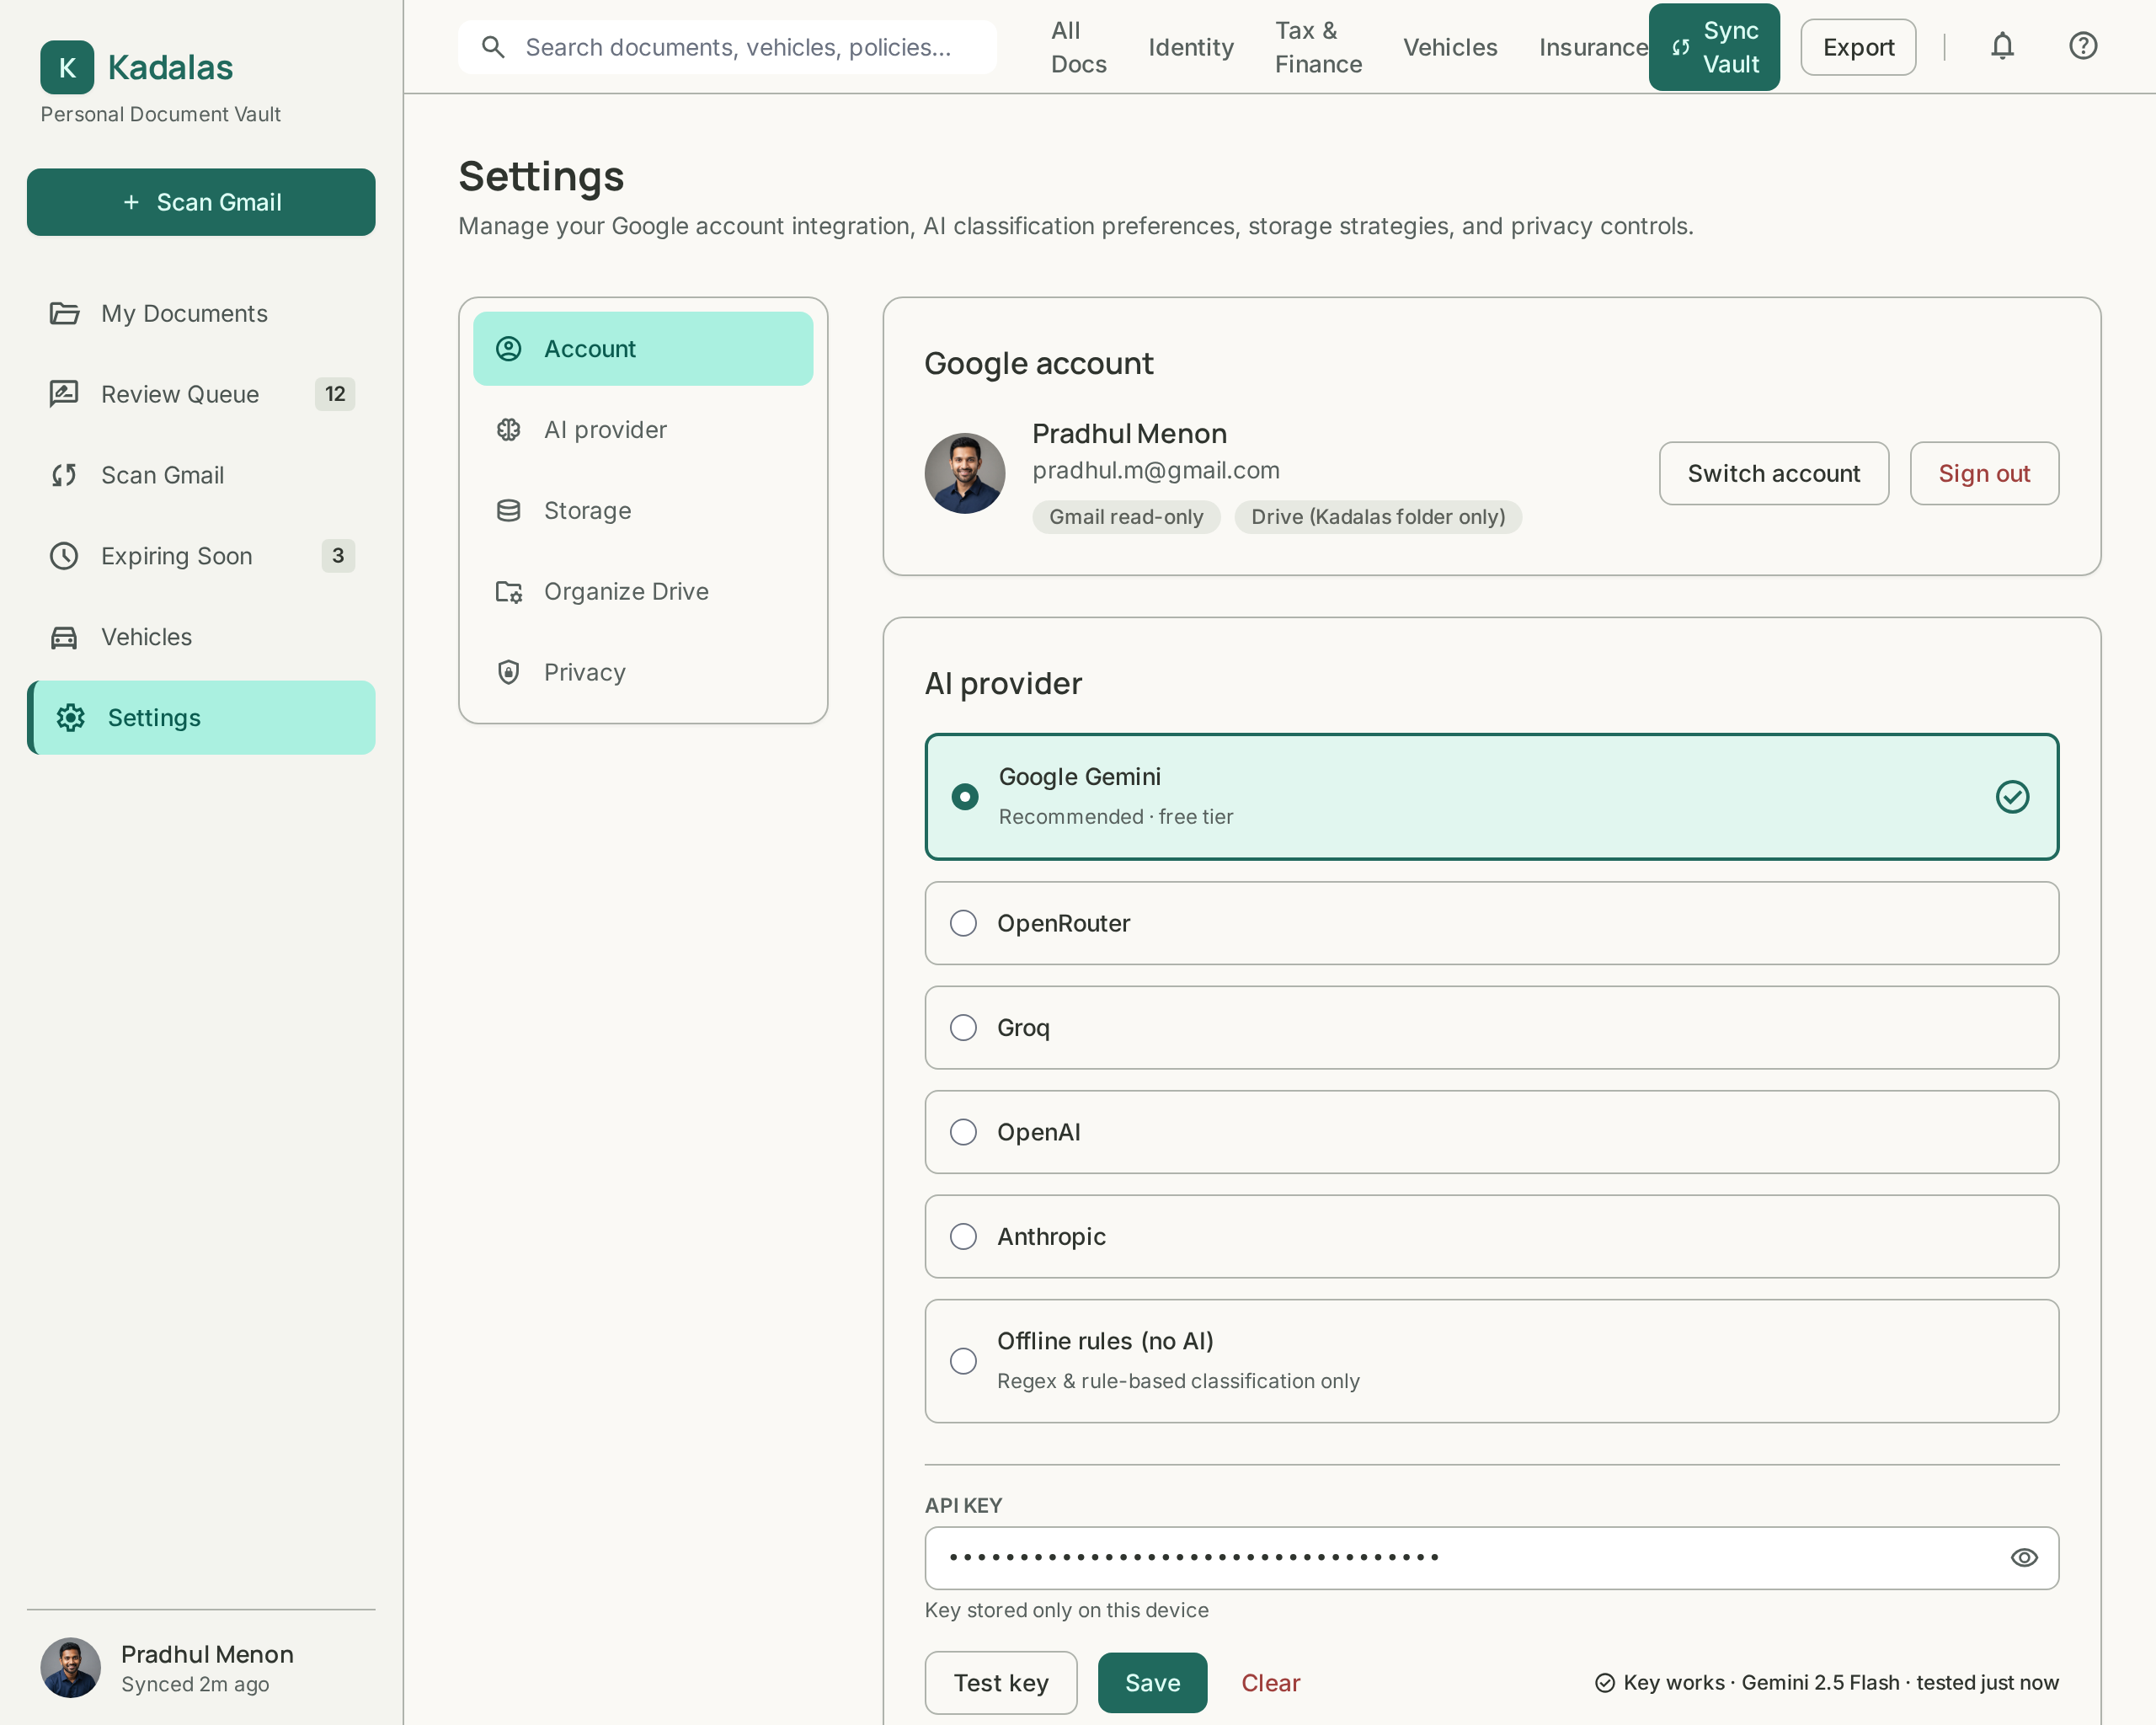 K Kadalas
Personal Document Vault
+ Scan Gmail
My Documents
Review Queue 12
Scan Gmail
Expiring Soon 3
Vehicles
Settings
Pradhul Menon
Synced 2m ago
Search documents, vehicles, policies...
All
Docs
Identity
Tax &
Finance
Vehicles
Insurance
Sync
Vault
Export
Settings
Manage your Google account integration, AI classification preferences, storage strategies, and privacy controls.
Account
AI provider
Storage
Organize Drive
Privacy
Google account
Pradhul Menon
pradhul.m@gmail.com
Gmail read-only Drive (Kadalas folder only)
Switch account Sign out
AI provider
Google Gemini
Recommended · free tier
OpenRouter
Groq
OpenAI
Anthropic
Offline rules (no AI)
Regex & rule-based classification only
API KEY
Key stored only on this device
Test key Save Clear
Key works · Gemini 2.5 Flash · tested just now